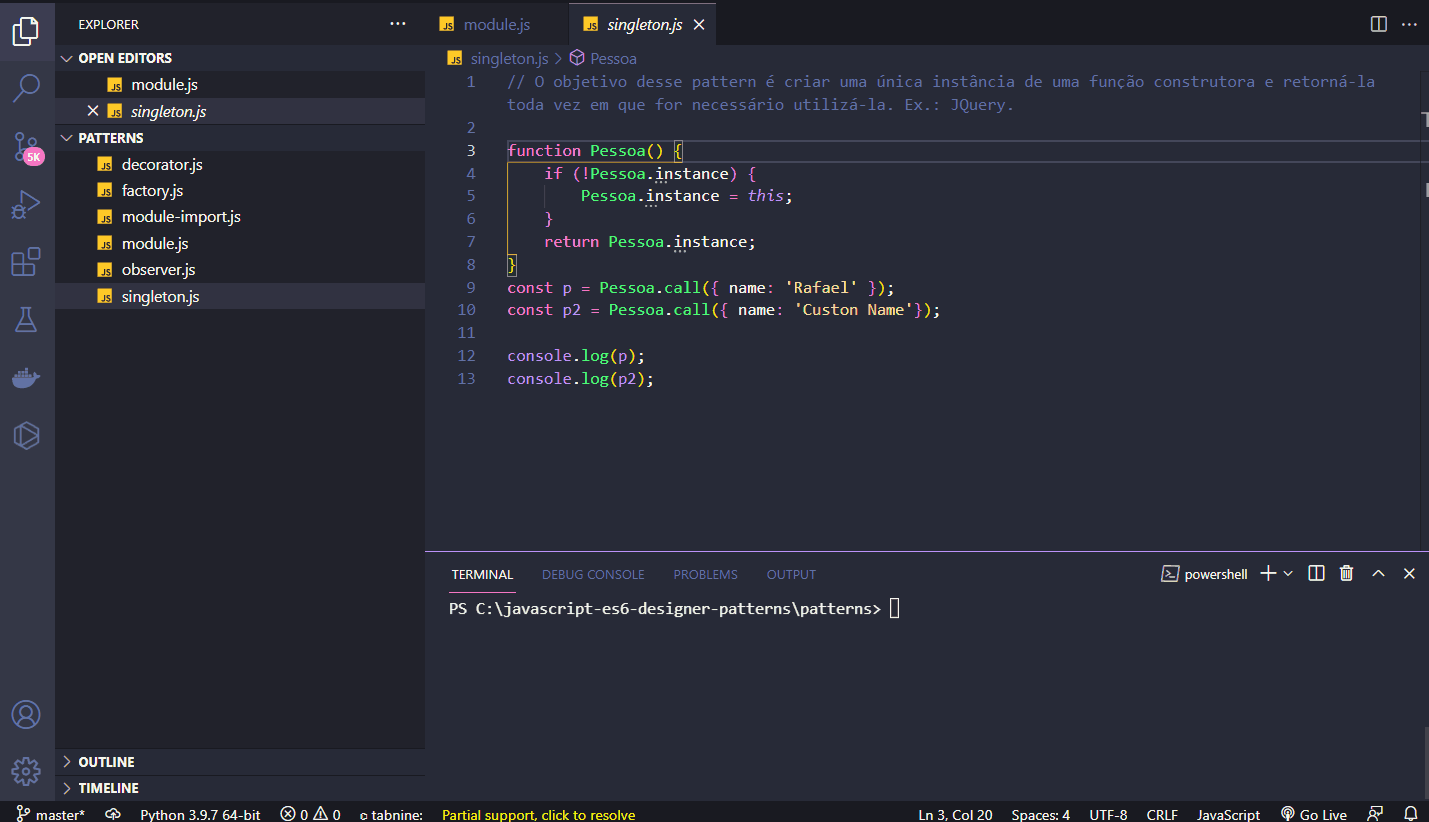 EXPLORER
OPEN EDITORS
JS module.js
JS singleton.js
PATTERNS
JS decorator.js
JS factory.js
JS module-import.js
JS module.js
JS observer.js
JS singleton.js
OUTLINE
TIMELINE
5K
JS module.js
JS singleton.js
JS singleton.js > Pessoa
1 // O objetivo desse pattern é criar uma única instância de uma função construtora e retorná-la
toda vez em que for necessário utilizá-la. Ex.: JQuery.
2
3 function Pessoa() {
4 if (!Pessoa.instance) {
5 Pessoa.instance = this;
6 }
7 return Pessoa.instance;
8 }
9 const p = Pessoa.call({ name: 'Rafael' });
10 const p2 = Pessoa.call({ name: 'Custon Name'});
11
12 console.log(p);
13 console.log(p2);
TERMINAL DEBUG CONSOLE PROBLEMS OUTPUT powershell
PS C:\javascript-es6-designer-patterns\patterns>
master* Python 3.9.7 64-bit 0 0 tabnine: Partial support, click to resolve Ln 3, Col 20 Spaces: 4 UTF-8 CRLF JavaScript Go Live